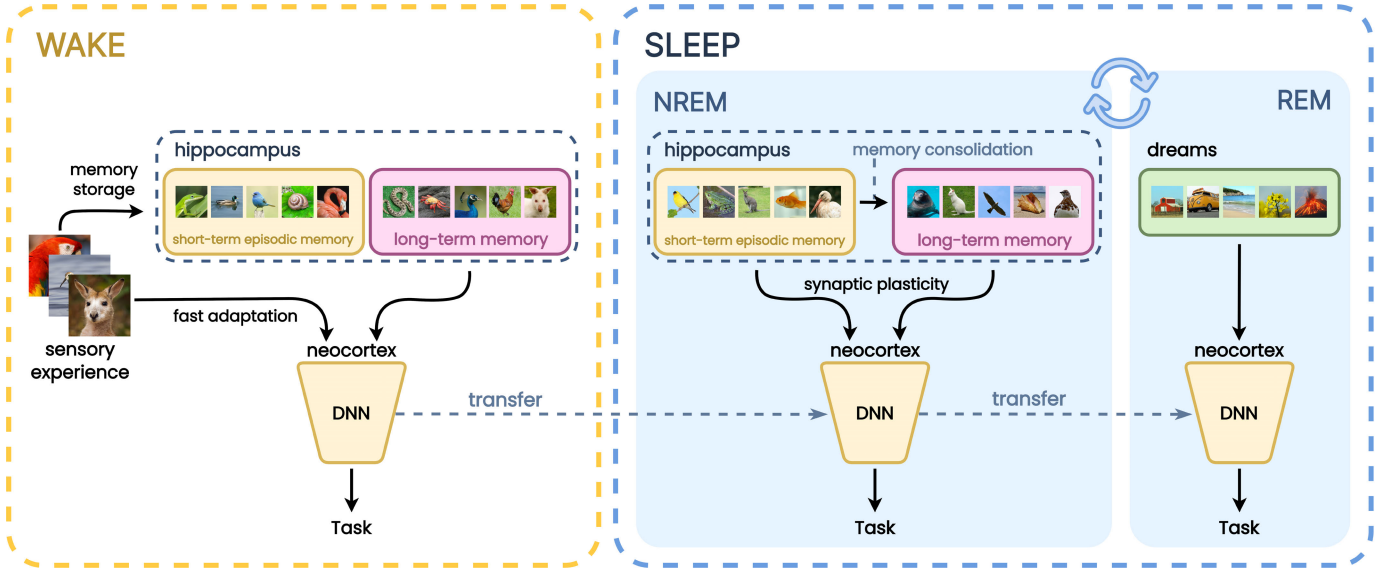 WAKE
memory
storage
hippocampus
short-term episodic memory
long-term memory
fast adaptation
sensory
experience
neocortex
DNN
transfer
Task
SLEEP
NREM
hippocampus
memory consolidation
short-term episodic memory
long-term memory
synaptic plasticity
neocortex
DNN
transfer
Task
REM
dreams
neocortex
DNN
Task